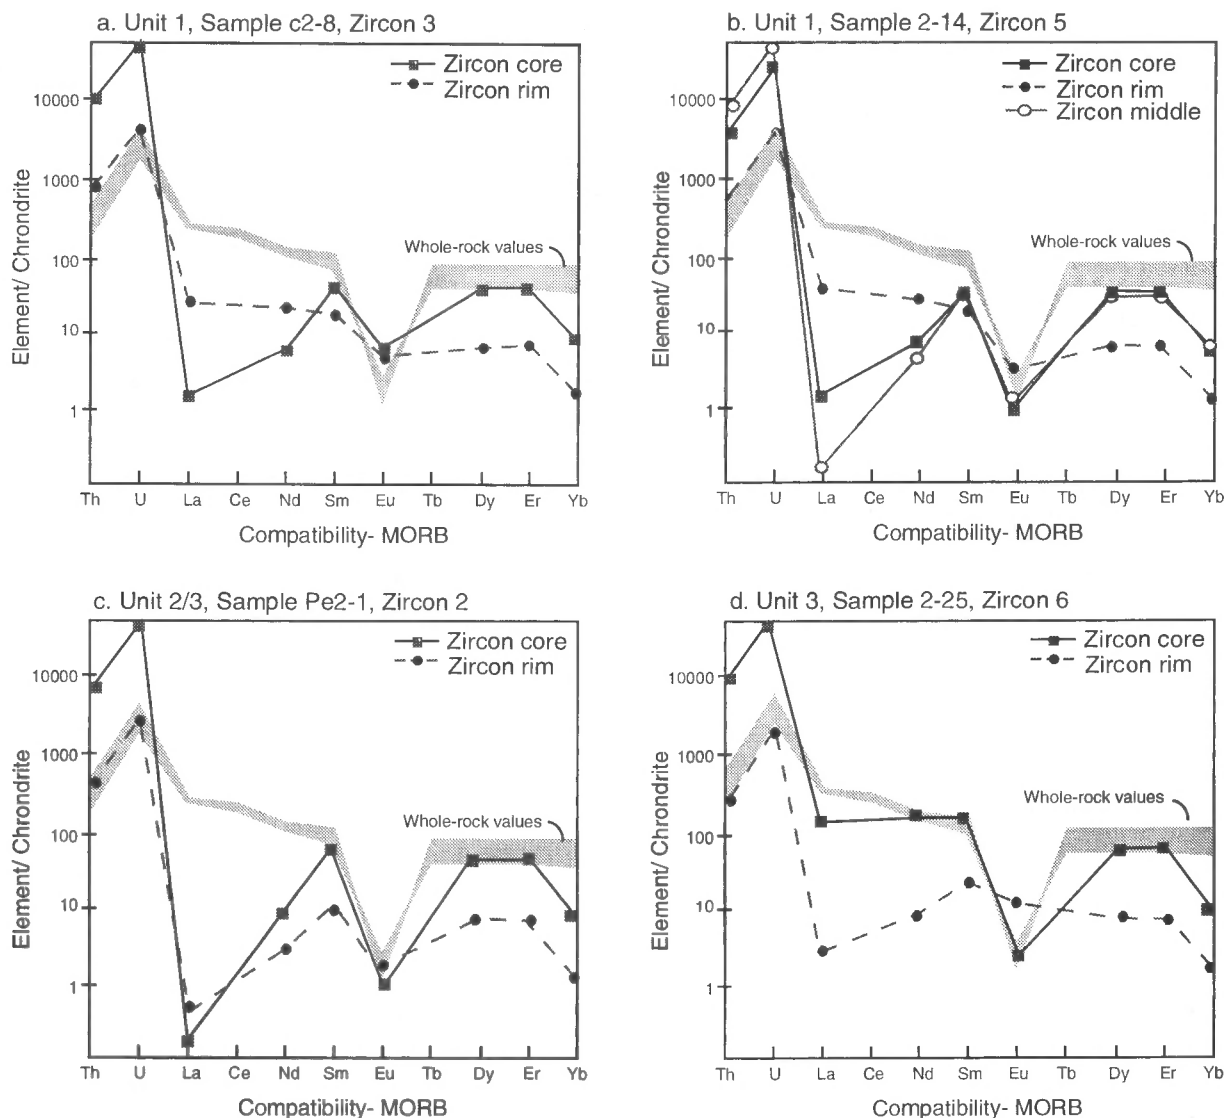 a. Unit 1, Sample c2-8, Zircon 3
Zircon core
Zircon rim
10000
1000
100
10
1
Element/ Chrondrite
Whole-rock values
Th U La Ce Nd Sm Eu Tb Dy Er Yb
Compatibility- MORB
b. Unit 1, Sample 2-14, Zircon 5
Zircon core
Zircon rim
Zircon middle
10000
1000
100
10
1
Element/ Chrondrite
Whole-rock values
Th U La Ce Nd Sm Eu Tb Dy Er Yb
Compatibility- MORB
c. Unit 2/3, Sample Pe2-1, Zircon 2
Zircon core
Zircon rim
10000
1000
100
10
1
Element/ Chrondrite
Whole-rock values
Th U La Ce Nd Sm Eu Tb Dy Er Yb
Compatibility- MORB
d. Unit 3, Sample 2-25, Zircon 6
Zircon core
Zircon rim
10000
1000
100
10
1
Element/ Chrondrite
Whole-rock values
Th U La Ce Nd Sm Eu Tb Dy Er Yb
Compatibility- MORB